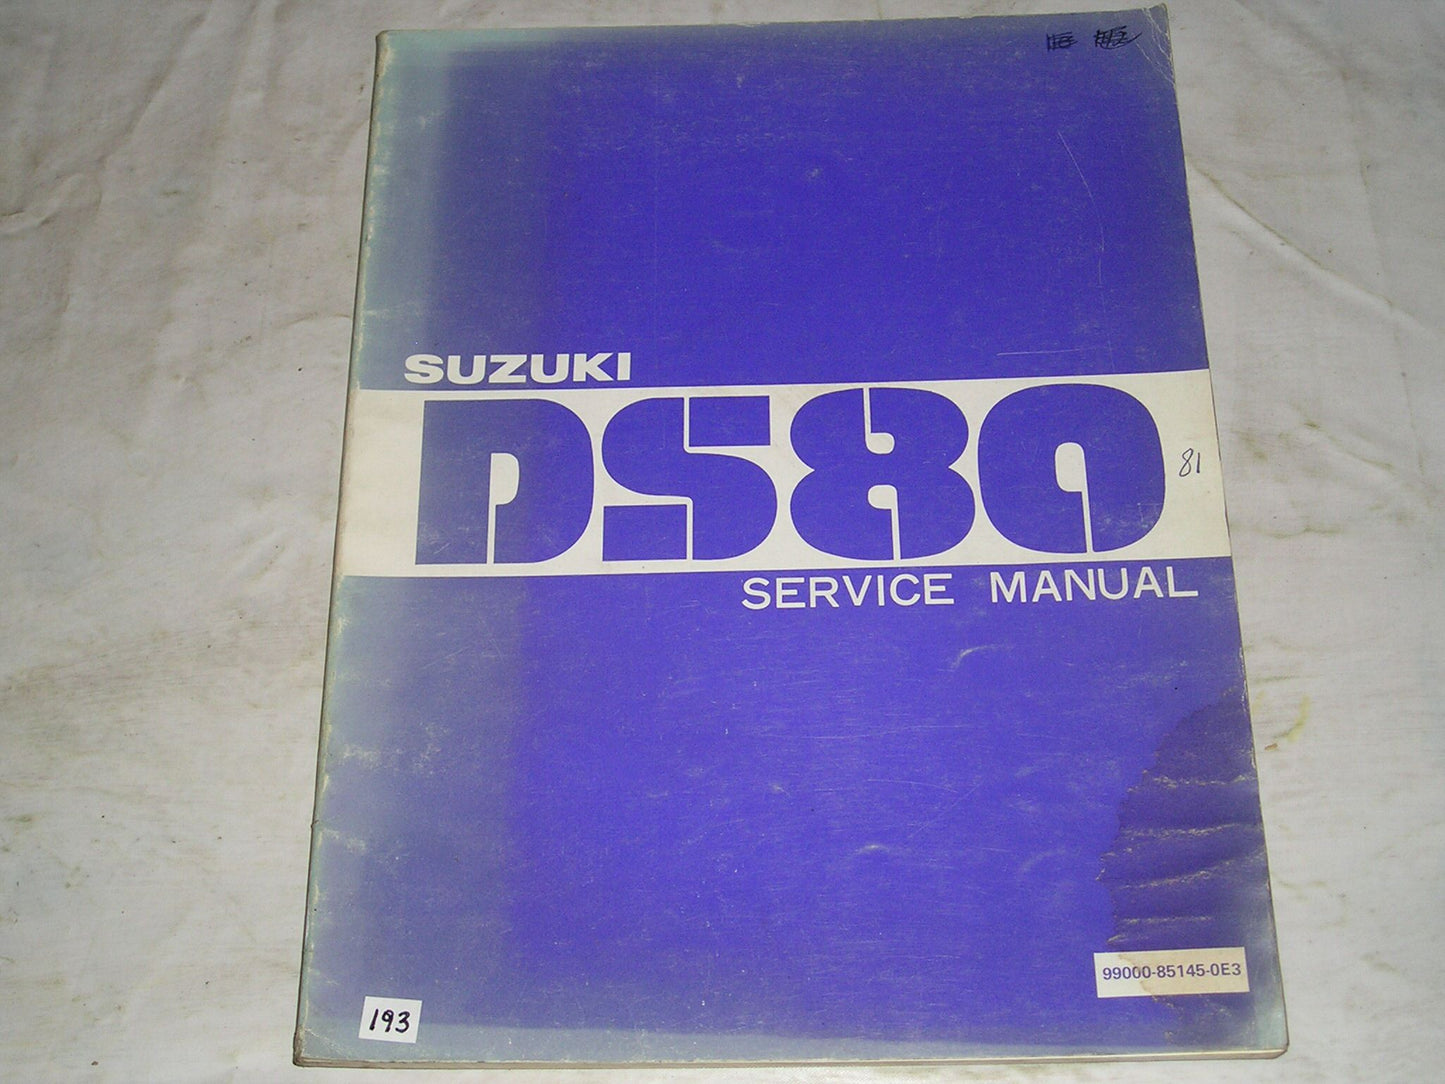 SUZUKI
DS80
81
SERVICE MANUAL
99000-85145-0E3
193